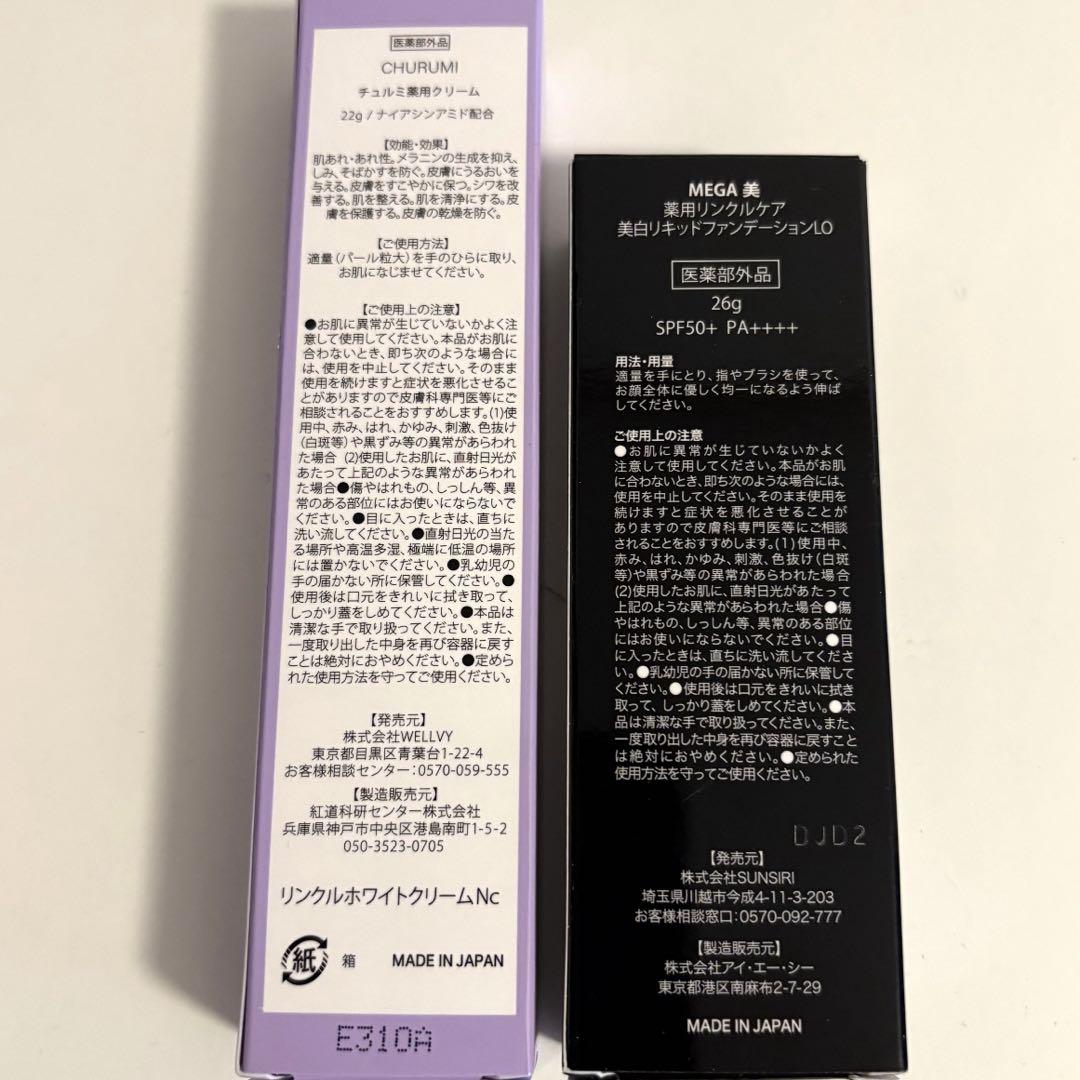 医薬部外品
CHURUMI
チュルミ薬用クリーム
22g / ナイアシンアミド配合
【効能・効果】
肌あれ・あれ性。メラニンの生成を抑え、
しみ、そばかすを防ぐ。皮膚にうるおいを
与える。皮膚をすこやかに保つ。シワを改
善する。肌を整える。肌を清浄にする。皮
膚を保護する。皮膚の乾燥を防ぐ。
【ご使用方法】
適量（パール粒大）を手のひらに取り、
お肌になじませてください。
【ご使用上の注意】
●お肌に異常が生じていないかよく注
意して使用してください。本品がお肌に
合わないとき、即ち次のような場合に
は、使用を中止してください。そのまま
使用を続けますと症状を悪化させるこ
とがありますので皮膚科専門医等にご
相談されることをおすすめします。(1)使
用中、赤み、はれ、かゆみ、刺激、色抜け
（白斑等）や黒ずみ等の異常があらわれ
た場合 (2)使用したお肌に、直射日光が
あたって上記のような異常があらわれ
た場合●傷やはれもの、しっしん等、異
常のある部位にはお使いにならないで
ください。●目に入ったときは、直ちに
洗い流してください。●直射日光の当た
る場所や高温多湿、極端に低温の場所
には置かないでください。●乳幼児の
手の届かない所に保管してください。●
使用後は口元をきれいに拭き取って、
しっかり蓋をしめてください。●本品は
清潔な手で取り扱ってください。また、
一度取り出した中身を再び容器に戻す
ことは絶対におやめください。●定めら
れた使用方法を守ってご使用ください。
【発売元】
株式会社WELLVY
東京都目黒区青葉台1-22-4
お客様相談センター：0570-059-555
【製造販売元】
紅道科研センター株式会社
兵庫県神戸市中央区港島南町1-5-2
050-3523-0705
リンクルホワイトクリームNc
紙 箱 MADE IN JAPAN
E310A
MEGA 美
薬用リンクルケア
美白リキッドファンデーションLO
医薬部外品
26g
SPF50+ PA++++
用法・用量
適量を手にとり、指やブラシを使って、
お顔全体に優しく均一になるよう伸ば
してください。
ご使用上の注意
●お肌に異常が生じていないかよく
注意して使用してください。本品がお肌
に合わないとき、即ち次のような場合には、
使用を中止してください。そのまま使用を
続けますと症状を悪化させることが
ありますので皮膚科専門医等にご相談
されることをおすすめします。(1)使用中、
赤み、はれ、かゆみ、刺激、色抜け（白斑
等）や黒ずみ等の異常があらわれた場合
(2)使用したお肌に、直射日光があたって
上記のような異常があらわれた場合●傷
やはれもの、しっしん等、異常のある部位
にはお使いにならないでください。●目
に入ったときは、直ちに洗い流してくださ
い。●乳幼児の手の届かない所に保管して
ください。●使用後は口元をきれいに拭き
取って、しっかり蓋をしめてください。●本
品は清潔な手で取り扱ってください。また、
一度取り出した中身を再び容器に戻すこと
は絶対におやめください。●定められた
使用方法を守ってご使用ください。
DJD2
【発売元】
株式会社SUNSIRI
埼玉県川越市今成4-11-3-203
お客様相談窓口：0570-092-777
【製造販売元】
株式会社アイ・エー・シー
東京都港区南麻布2-7-29
MADE IN JAPAN